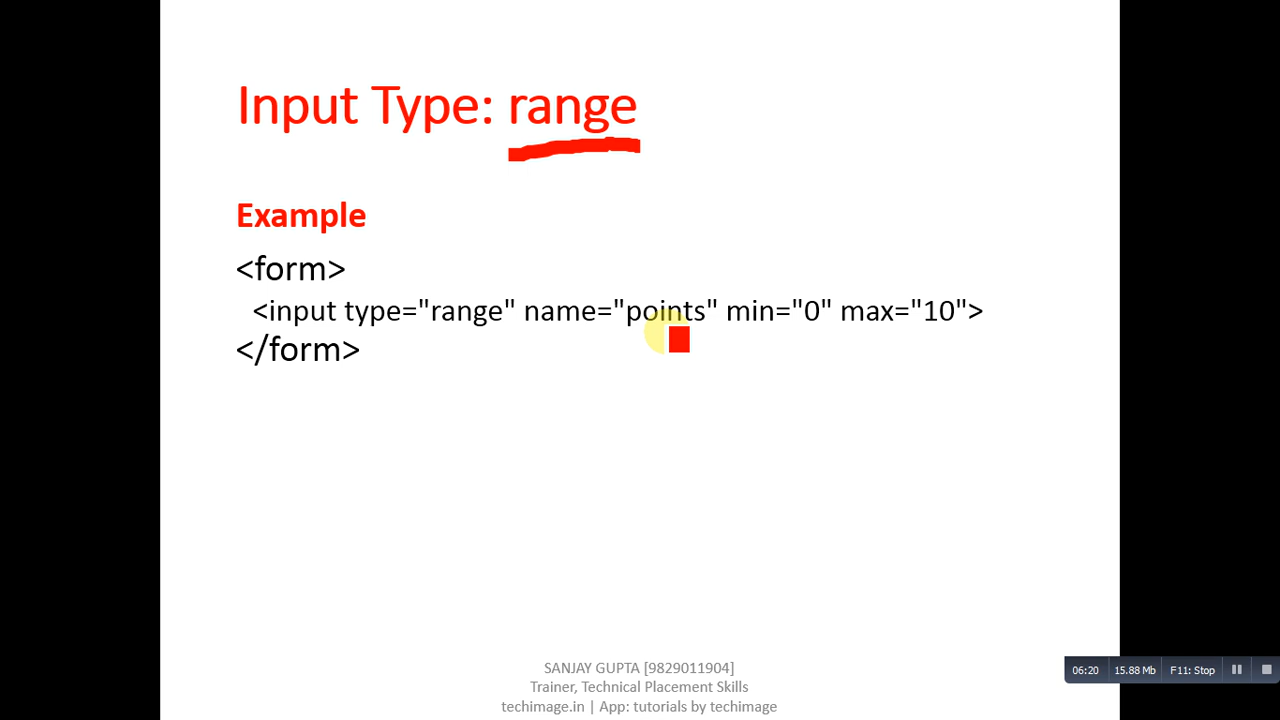 Input Type: range
Example
<form>
<input type="range" name="points" min="0" max="10">
</form>
SANJAY GUPTA [9829011904]
Trainer, Technical Placement Skills
techimage.in | App: tutorials by techimage
06:20 15.88 Mb F11: Stop